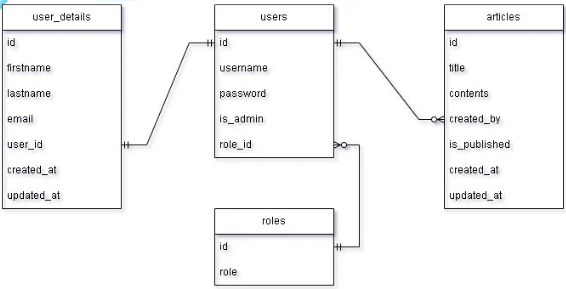 user_details
id
firstname
lastname
email
user_id
created_at
updated_at
users
id
username
password
is_admin
role_id
roles
id
role
articles
id
title
contents
created_by
is_published
created_at
updated_at